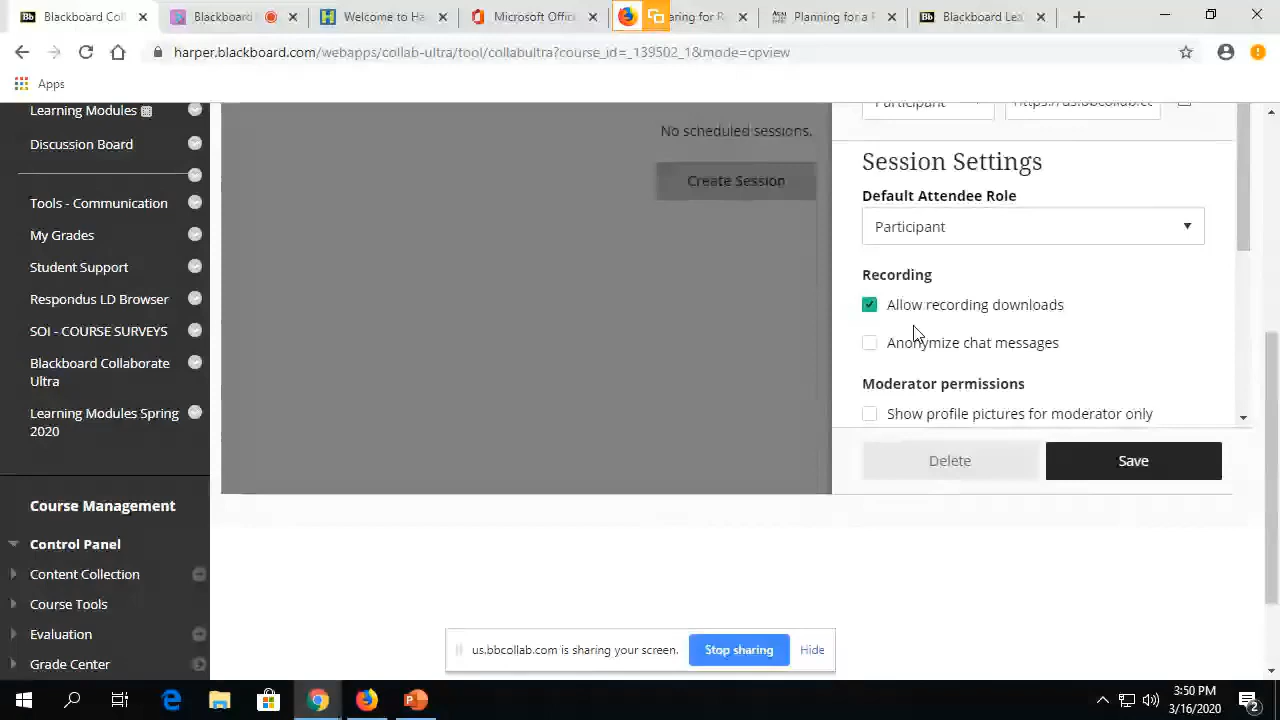 Blackboard Col
Blackboard
Welcome to Ha
Microsoft Offic
aring for R
Planning for a
Blackboard Lea
harper.blackboard.com/webapps/collab-ultra/tool/collabultra?course_id=_139502_1&mode=cpview
Apps
Learning Modules
Discussion Board
Tools - Communication
My Grades
Student Support
Respondus LD Browser
SOI - COURSE SURVEYS
Blackboard Collaborate
Ultra
Learning Modules Spring
2020
Course Management
Control Panel
Content Collection
Course Tools
Evaluation
Grade Center
No scheduled sessions.
Create Session
Participant
https://us.bbcollab.cc
Session Settings
Default Attendee Role
Participant
Recording
Allow recording downloads
Anonymize chat messages
Moderator permissions
Show profile pictures for moderator only
Delete
Save
us.bbcollab.com is sharing your screen.
Stop sharing
Hide
3:50 PM
3/16/2020
2